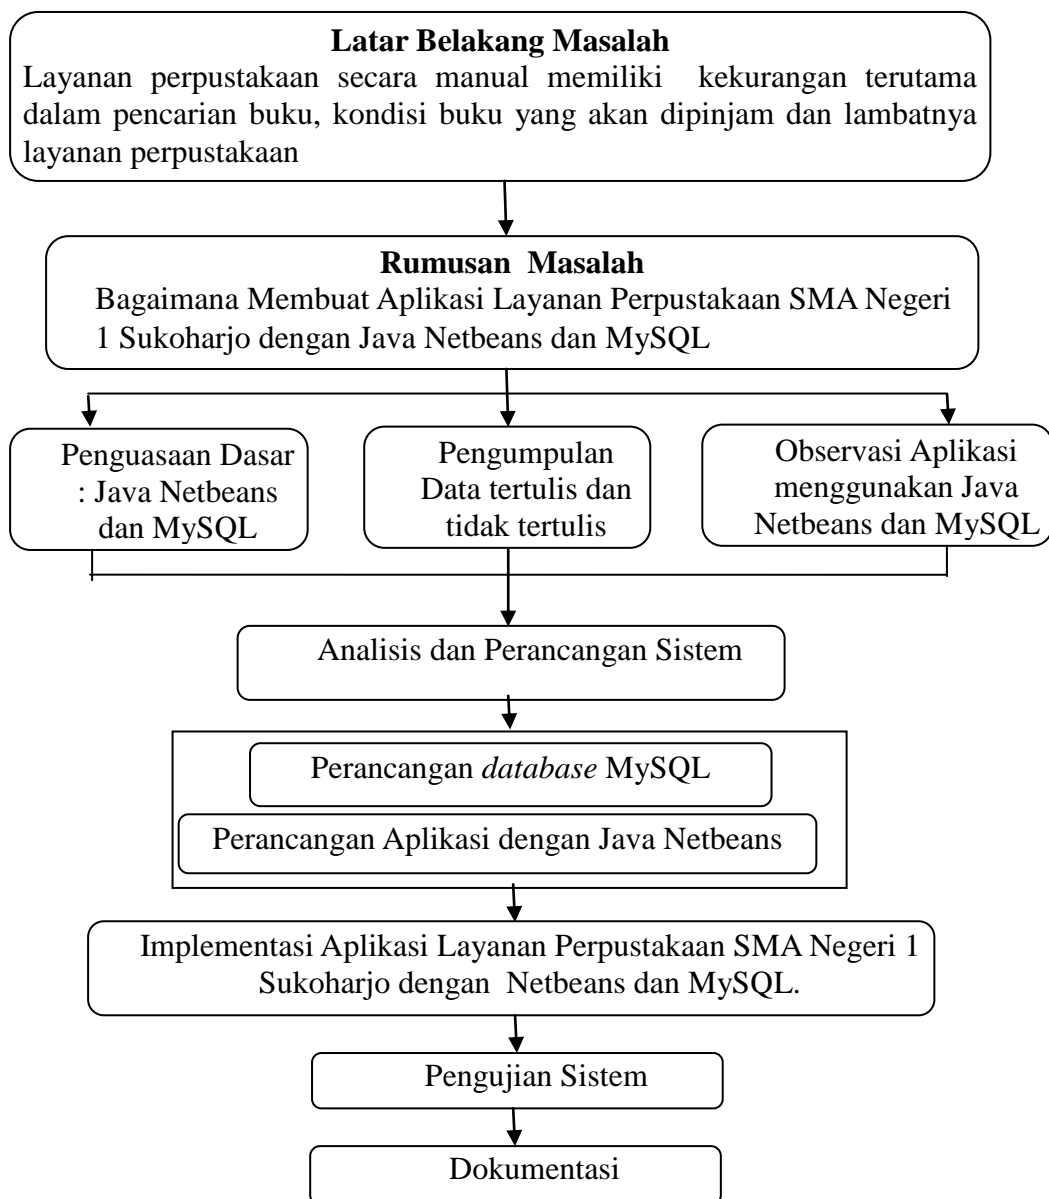 Latar Belakang Masalah
Layanan perpustakaan secara manual memiliki kekurangan terutama
dalam pencarian buku, kondisi buku yang akan dipinjam dan lambatnya
layanan perpustakaan
Rumusan Masalah
Bagaimana Membuat Aplikasi Layanan Perpustakaan SMA Negeri
1 Sukoharjo dengan Java Netbeans dan MySQL
Penguasaan Dasar
: Java Netbeans
dan MySQL
Pengumpulan
Data tertulis dan
tidak tertulis
Observasi Aplikasi
menggunakan Java
Netbeans dan MySQL
Analisis dan Perancangan Sistem
Perancangan database MySQL
Perancangan Aplikasi dengan Java Netbeans
Implementasi Aplikasi Layanan Perpustakaan SMA Negeri 1
Sukoharjo dengan Netbeans dan MySQL.
Pengujian Sistem
Dokumentasi